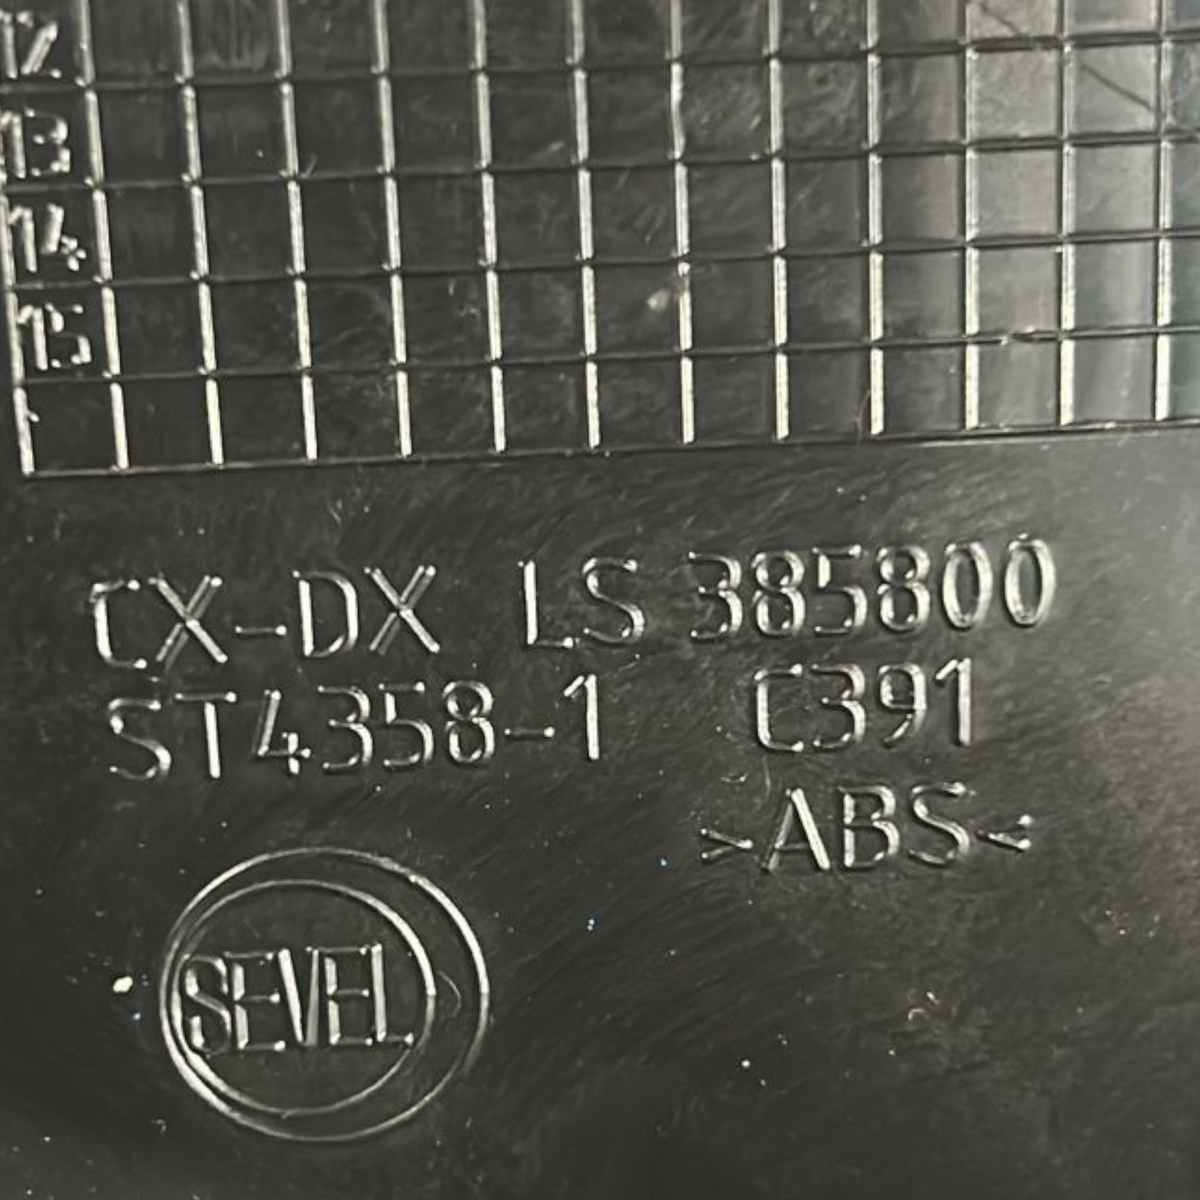 12
13
14
15
CX-DX LS 385800
ST4358-1 C391
>ABS<
SEVEL